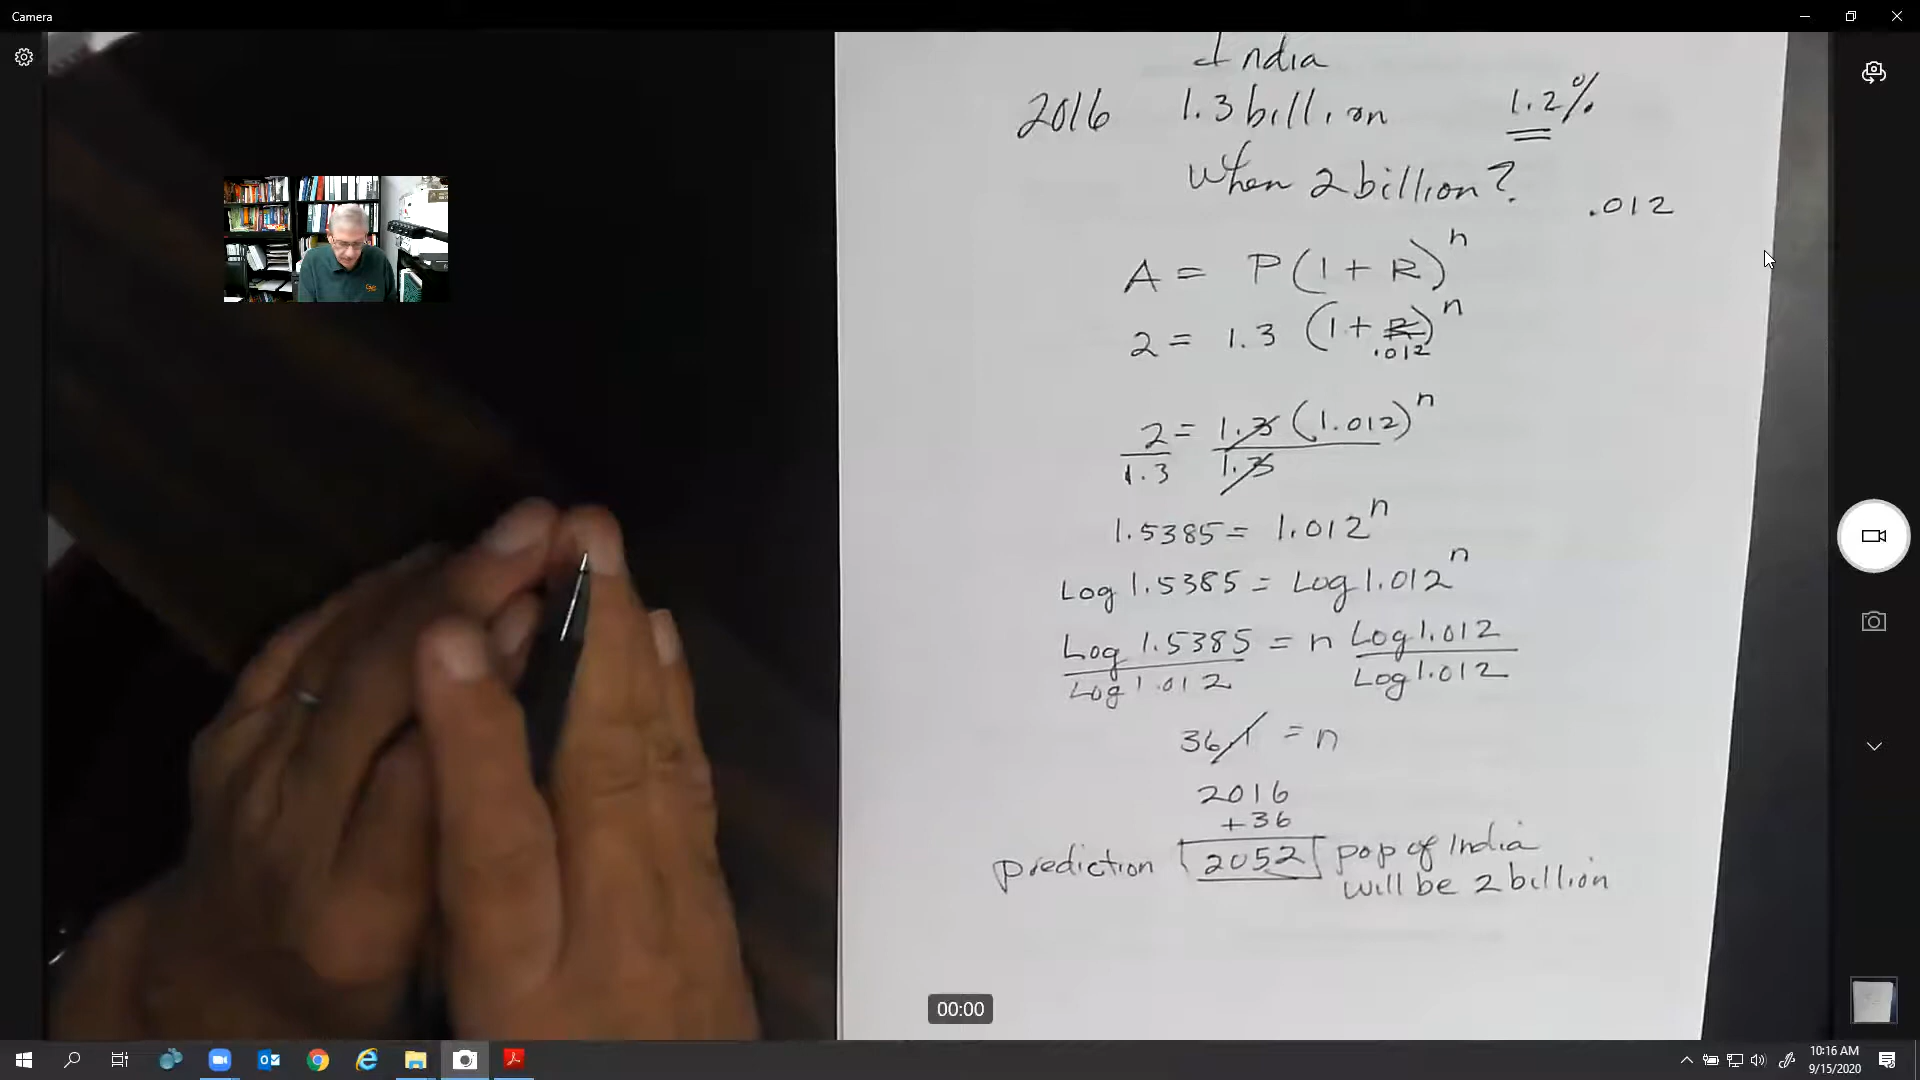 Camera
India
2016 1.3 billion 1.2%
When 2 billion?
.012
A = P(1 + R)^n
2 = 1.3 (1 + R)^n
.012
2 = 1.3 (1.012)^n
1.3 1.3
1.5385 = 1.012^n
Log 1.5385 = Log 1.012^n
Log 1.5385 = n Log 1.012
Log 1.012 Log 1.012
36.1 = n
2016
+36
prediction 2052 pop of India
will be 2 billion
00:00
10:16 AM
9/15/2020